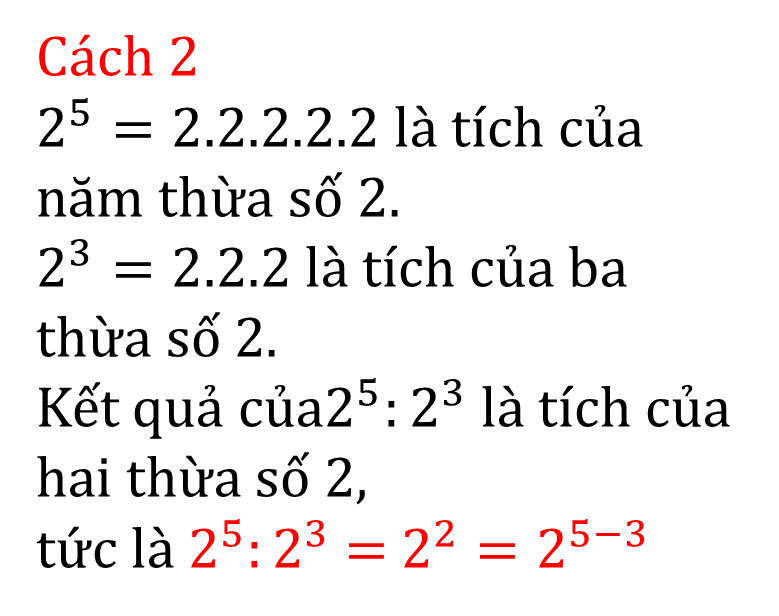 Cách 2
2⁵ = 2.2.2.2.2 là tích của
năm thừa số 2.
2³ = 2.2.2 là tích của ba
thừa số 2.
Kết quả của2⁵: 2³ là tích của
hai thừa số 2,
tức là 2⁵: 2³ = 2² = 2⁵⁻³